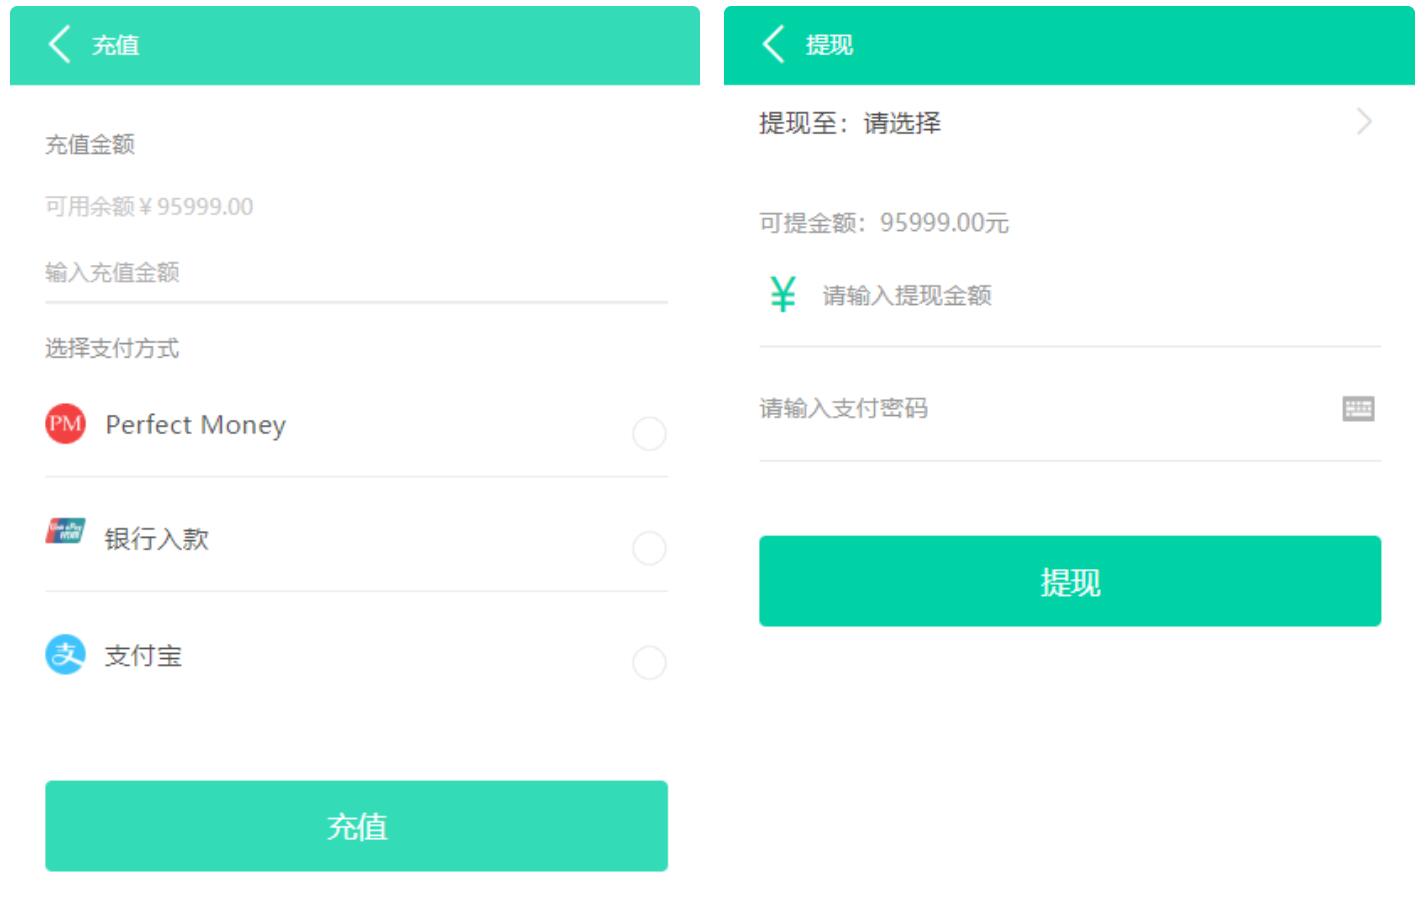 充值
充值金额
可用余额¥95999.00
输入充值金额
选择支付方式
PM Perfect Money
银行入款
支 支付宝
充值
提现
提现至：请选择
可提金额：95999.00元
¥ 请输入提现金额
请输入支付密码
提现